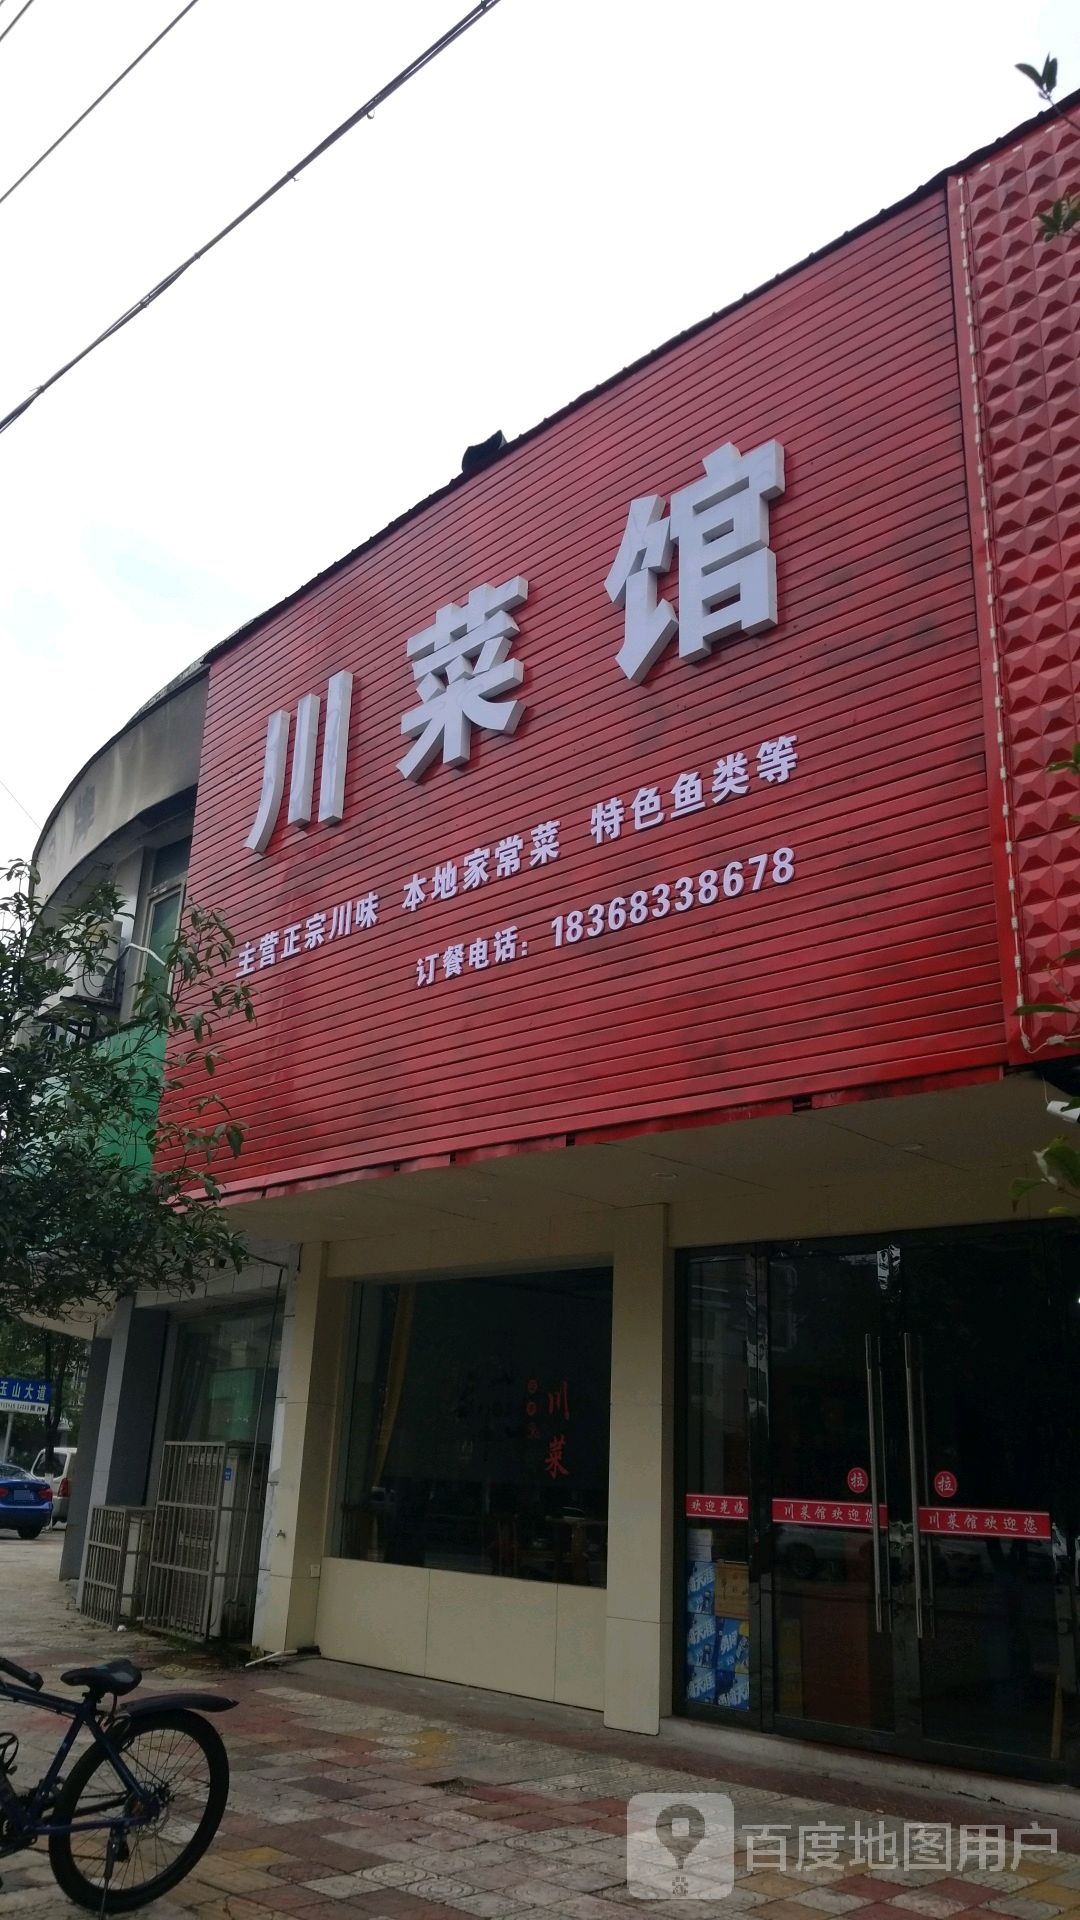 川菜馆
主营正宗川味 本地家常菜 特色鱼类等
订餐电话：18368338678
玉山大道
川菜
拉
拉
欢迎光临
川菜馆欢迎您
川菜馆欢迎您
百度地图用户